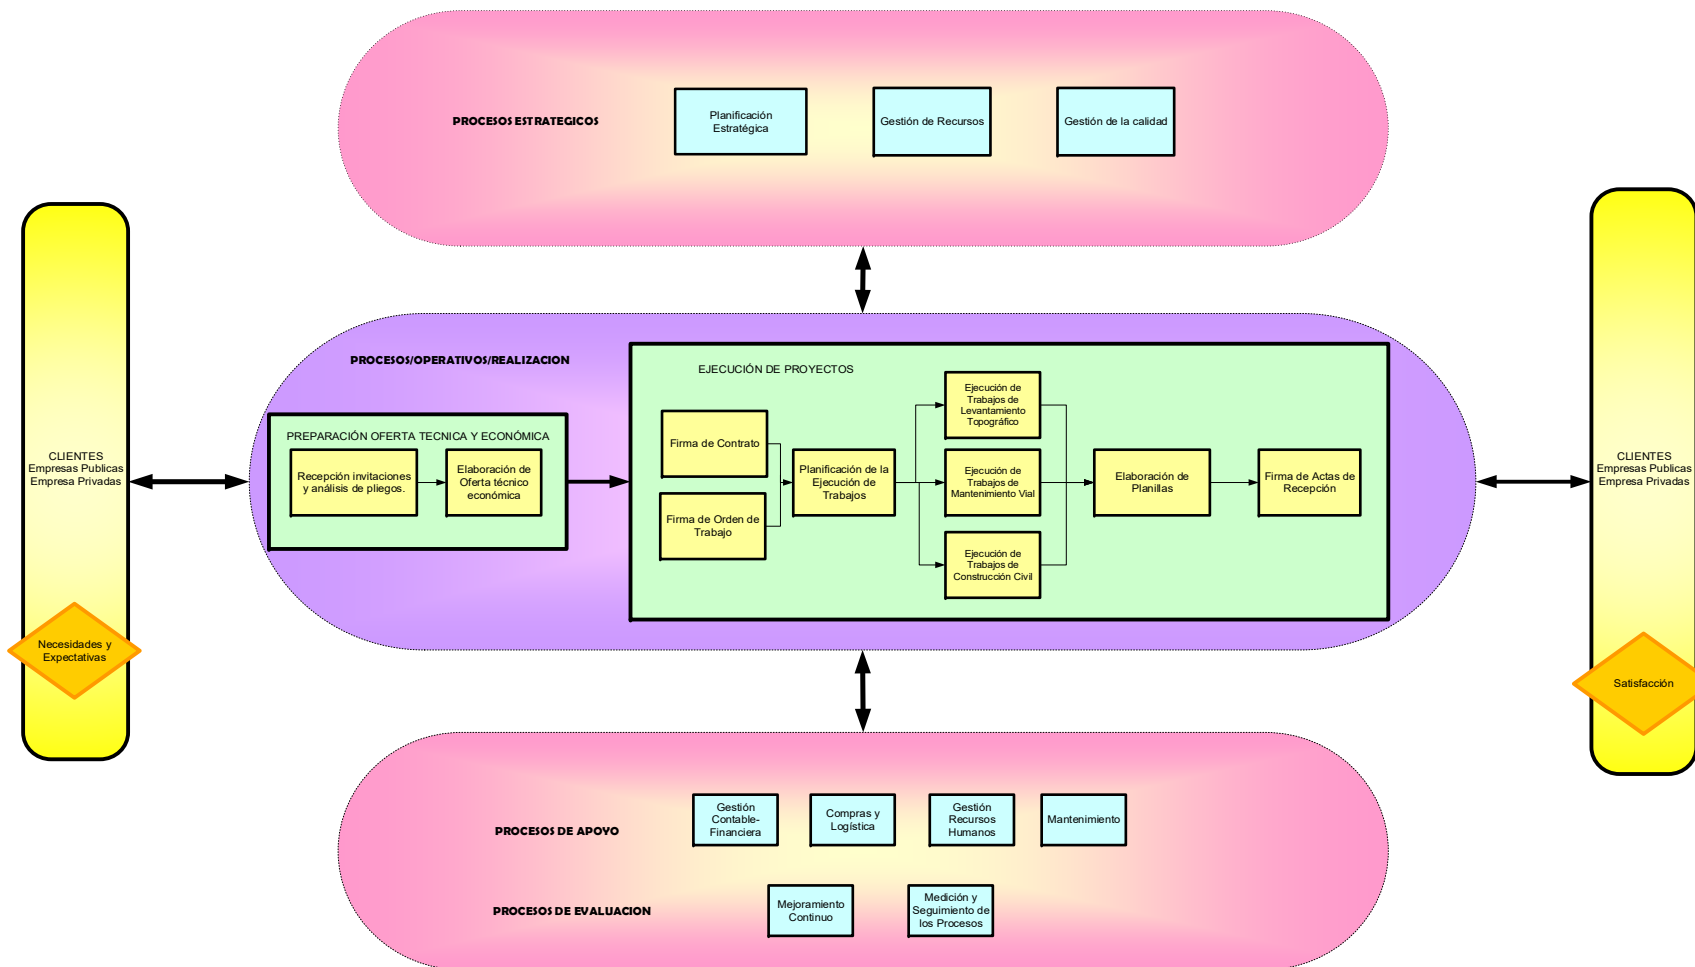 PROCESOS ESTRATEGICOS
Planificación
Estratégica
Gestión de Recursos
Gestión de la calidad
CLIENTES
Empresas Publicas
Empresa Privadas
Necesidades y
Expectativas
PROCESOS/OPERATIVOS/REALIZACION
PREPARACIÓN OFERTA TECNICA Y ECONÓMICA
Recepción invitaciones
y análisis de pliegos.
Elaboración de
Oferta técnico
económica
EJECUCIÓN DE PROYECTOS
Firma de Contrato
Firma de Orden de
Trabajo
Planificación de la
Ejecución de
Trabajos
Ejecución de
Trabajos de
Levantamiento
Topográfico
Ejecución de
Trabajos de
Mantenimiento Vial
Ejecución de
Trabajos de
Construcción Civil
Elaboración de
Planillas
Firma de Actas de
Recepción
CLIENTES
Empresas Publicas
Empresa Privadas
Satisfacción
PROCESOS DE APOYO
Gestión
Contable-
Financiera
Compras y
Logística
Gestión
Recursos
Humanos
Mantenimiento
PROCESOS DE EVALUACION
Mejoramiento
Continuo
Medición y
Seguimiento de
los Procesos